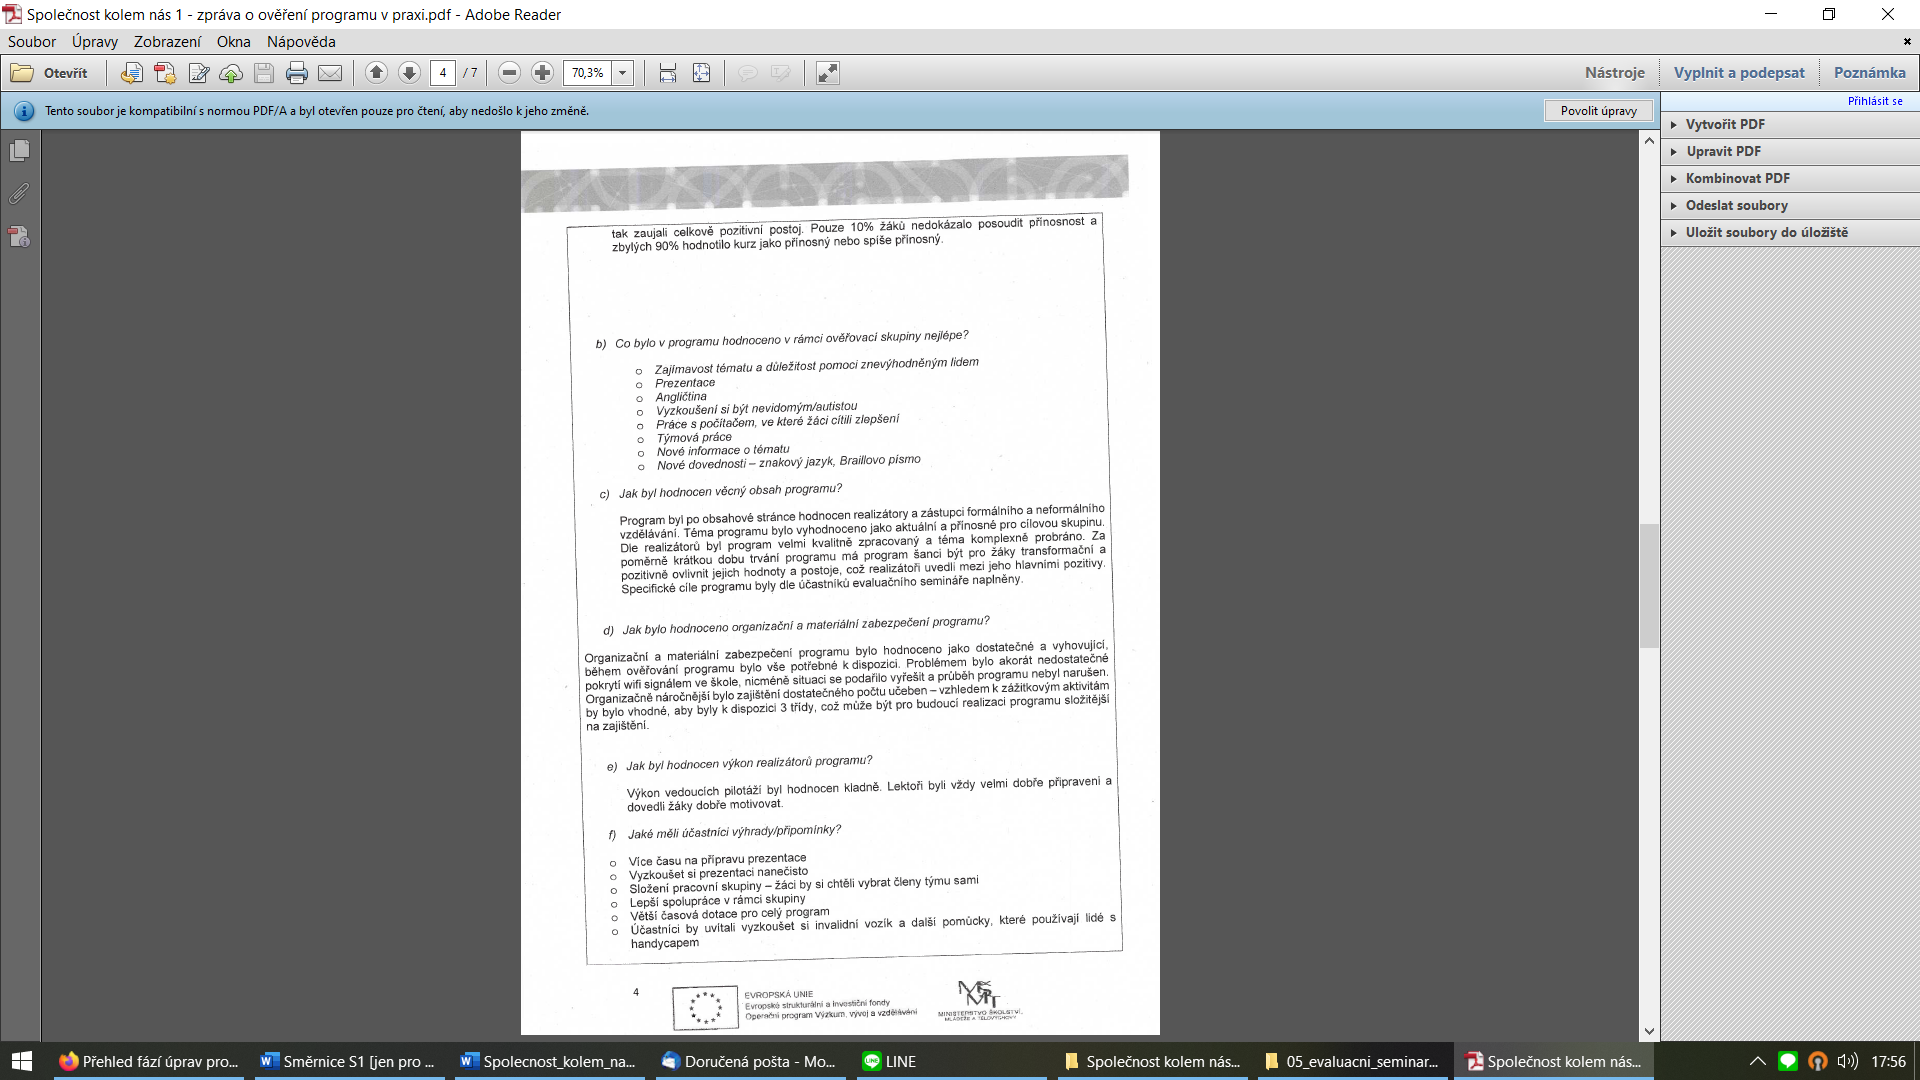 Společnost kolem nás 1 - zpráva o ověření programu v praxi.pdf - Adobe Reader
Soubor Úpravy Zobrazení Okna Nápověda
Otevřít 4 / 7 70,3% Nástroje Vyplnit a podepsat Poznámka
Tento soubor je kompatibilní s normou PDF/A a byl otevřen pouze pro čtení, aby nedošlo k jeho změně. Povolit úpravy
Přihlásit se
Vytvořit PDF
Upravit PDF
Kombinovat PDF
Odeslat soubory
Uložit soubory do úložiště
tak zaujali celkově pozitivní postoj. Pouze 10% žáků nedokázalo posoudit přínosnost a
zbylých 90% hodnotilo kurz jako přínosný nebo spíše přínosný.
b) Co bylo v programu hodnoceno v rámci ověřovací skupiny nejlépe?
o Zajímavost tématu a důležitost pomoci znevýhodněným lidem
o Prezentace
o Angličtina
o Vyzkoušení si být nevidomým/autistou
o Práce s počítačem, ve které žáci cítili zlepšení
o Týmová práce
o Nové informace o tématu
o Nové dovednosti – znakový jazyk, Braillovo písmo
c) Jak byl hodnocen věcný obsah programu?
Program byl po obsahové stránce hodnocen realizátory a zástupci formálního a neformálního
vzdělávání. Téma programu bylo vyhodnoceno jako aktuální a přínosné pro cílovou skupinu.
Dle realizátorů byl program velmi kvalitně zpracovaný a téma komplexně probráno. Za
poměrně krátkou dobu trvání programu má program šanci být pro žáky transformační a
pozitivně ovlivnit jejich hodnoty a postoje, což realizátoři uvedli mezi jeho hlavními pozitivy.
Specifické cíle programu byly dle účastníků evaluačního semináře naplněny.
d) Jak bylo hodnoceno organizační a materiální zabezpečení programu?
Organizační a materiální zabezpečení programu bylo hodnoceno jako dostatečné a vyhovující,
během ověřování programu bylo vše potřebné k dispozici. Problémem bylo akorát nedostatečné
pokrytí wifi signálem ve škole, nicméně situaci se podařilo vyřešit a průběh programu nebyl narušen.
Organizačně náročnější bylo zajištění dostatečného počtu učeben – vzhledem k zážitkovým aktivitám
by bylo vhodné, aby byly k dispozici 3 třídy, což může být pro budoucí realizaci programu složitější
na zajištění.
e) Jak byl hodnocen výkon realizátorů programu?
Výkon vedoucích pilotáží byl hodnocen kladně. Lektoři byli vždy velmi dobře připraveni a
dovedli žáky dobře motivovat.
f) Jaké měli účastníci výhrady/připomínky?
o Více času na přípravu prezentace
o Vyzkoušet si prezentaci nanečisto
o Složení pracovní skupiny – žáci by si chtěli vybrat členy týmu sami
o Lepší spolupráce v rámci skupiny
o Větší časová dotace pro celý program
o Účastníci by uvítali vyzkoušet si invalidní vozík a další pomůcky, které používají lidé s
handycapem
4
EVROPSKÁ UNIE
Evropské strukturální a investiční fondy
Operační program Výzkum, vývoj a vzdělávání
MŠMT
MINISTERSTVO ŠKOLSTVÍ,
MLÁDEŽE A TĚLOVÝCHOVY
Přehled fází úprav pro... Směrnice S1 [jen pro ... Spolecnost_kolem_na... Doručená pošta - Mo... LINE Společnost kolem nás... 05_evaluacni_seminar... Společnost kolem nás... 17:56